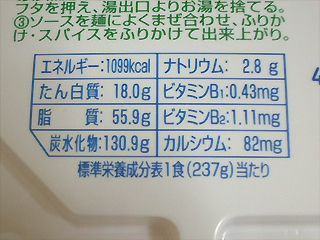 フタを押え、湯出口よりお湯を捨てる。
③ソースを麺によくまぜ合わせ、ふりか
け・スパイスをふりかけて出来上がり。
エネルギー:1099kcal ナトリウム: 2.8 g
たん白質: 18.0g ビタミンB1:0.43mg
脂 質: 55.9g ビタミンB2:1.11mg
炭水化物:130.9g カルシウム: 82mg
標準栄養成分表1食(237g)当たり